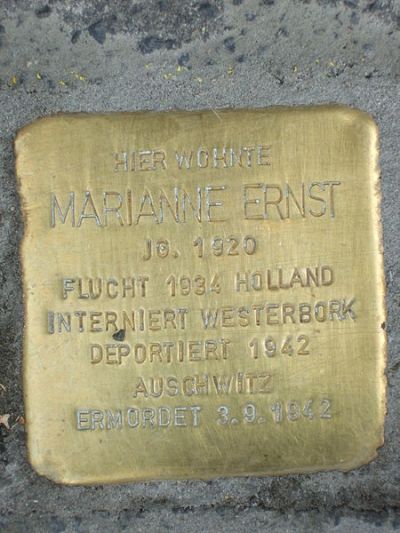 HIER WOHNTE
MARIANNE ERNST
JG. 1920
FLUCHT 1934 HOLLAND
INTERNIERT WESTERBORK
DEPORTIERT 1942
AUSCHWITZ
ERMORDET 3.9.1942